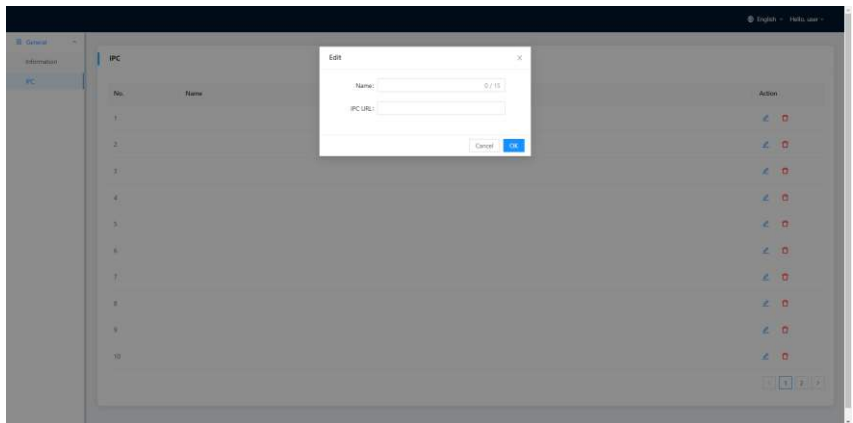 English Hello, user
General
Information
IPC
IPC
No. Name Action
1
2
3
4
5
6
7
8
9
10
1 2
Edit
Name: 0 / 15
IPC URL:
Cancel OK